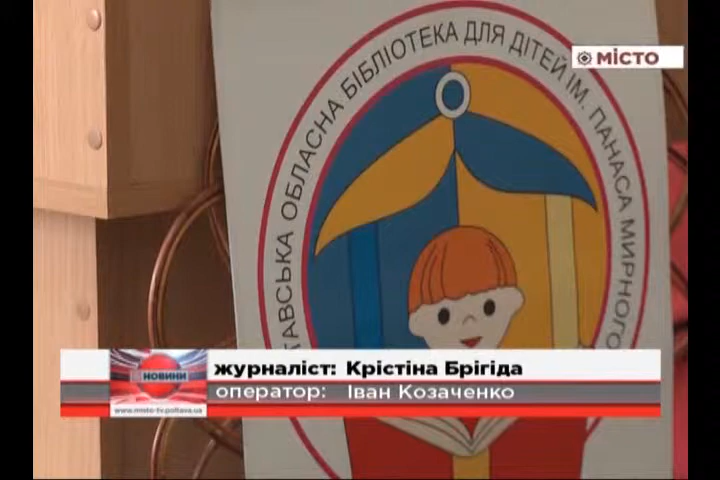 МІСТО
ОБЛАСНА БІБЛІОТЕКА ДЛЯ ДІТЕЙ ІМ. ПАНАСА МИРНОГО
НОВИНИ
www.misto-tv.poltava.ua
журналіст: Крістіна Брігіда
оператор: Іван Козаченко